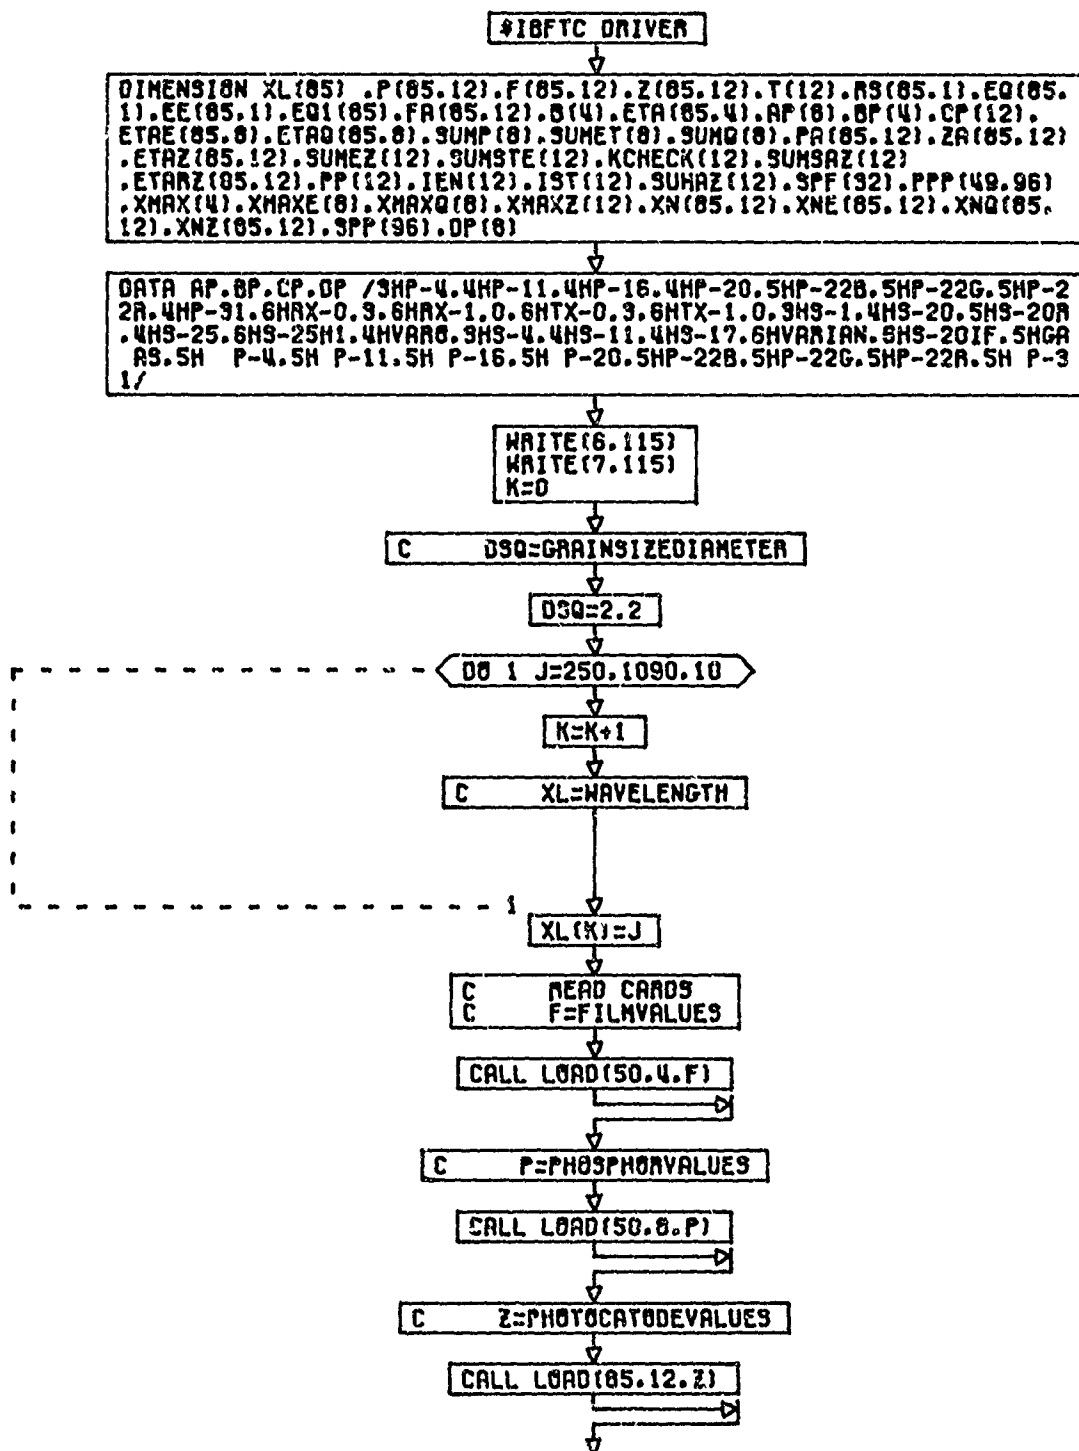 $IBFTC DRIVER
DIMENSION XL(85) .P(85.12).F(85.12).Z(85.12).T(12).RS(85.1).EQ(85.
1).EE(85.1).EQ1(85).FA(85.12).B(4).ETA(85.4).AP(8).BP(4).CP(12).
ETAE(85.8).ETAQ(85.8).SUMP(8).SUMET(8).SUMQ(8).PA(85.12).ZA(85.12)
.ETAZ(85.12).SUMEZ(12).SUMSTE(12).KCHECK(12).SUMSAZ(12)
.ETARZ(85.12).PP(12).IEN(12).IST(12).SUMAZ(12).SPF(32).PPP(49.96)
.XMAX(4).XMAXE(8).XMAXQ(8).XMAXZ(12).XN(85.12).XNE(85.12).XNQ(85.
12).XNZ(85.12).SPP(96).DP(8)
DATA AP.BP.CP.DP /3HP-4.4HP-11.4HP-16.4HP-20.5HP-22B.5HP-22G.5HP-2
2R.4HP-31.6HRX-0.3.6HRX-1.0.6HTX-0.3.6HTX-1.0.3HS-1.4HS-20.5HS-20R
.4HS-25.6HS-25H1.4HVARO.3HS-4.4HS-11.4HS-17.6HVARIAN.5HS-20IF.5HGA
AS.5H P-4.5H P-11.5H P-16.5H P-20.5HP-22B.5HP-22G.5HP-22R.5H P-3
1/
WRITE(6.115)
WRITE(7.115)
K=0
C DSQ=GRAINSIZEDIAMETER
DSQ=2.2
DO 1 J=250.1090.10
K=K+1
C XL=WAVELENGTH
1
XL(K)=J
C READ CARDS
C F=FILMVALUES
CALL LOAD(50.4.F)
C P=PHOSPHORVALUES
CALL LOAD(50.8.P)
C Z=PHOTOCATODEVALUES
CALL LOAD(85.12.Z)